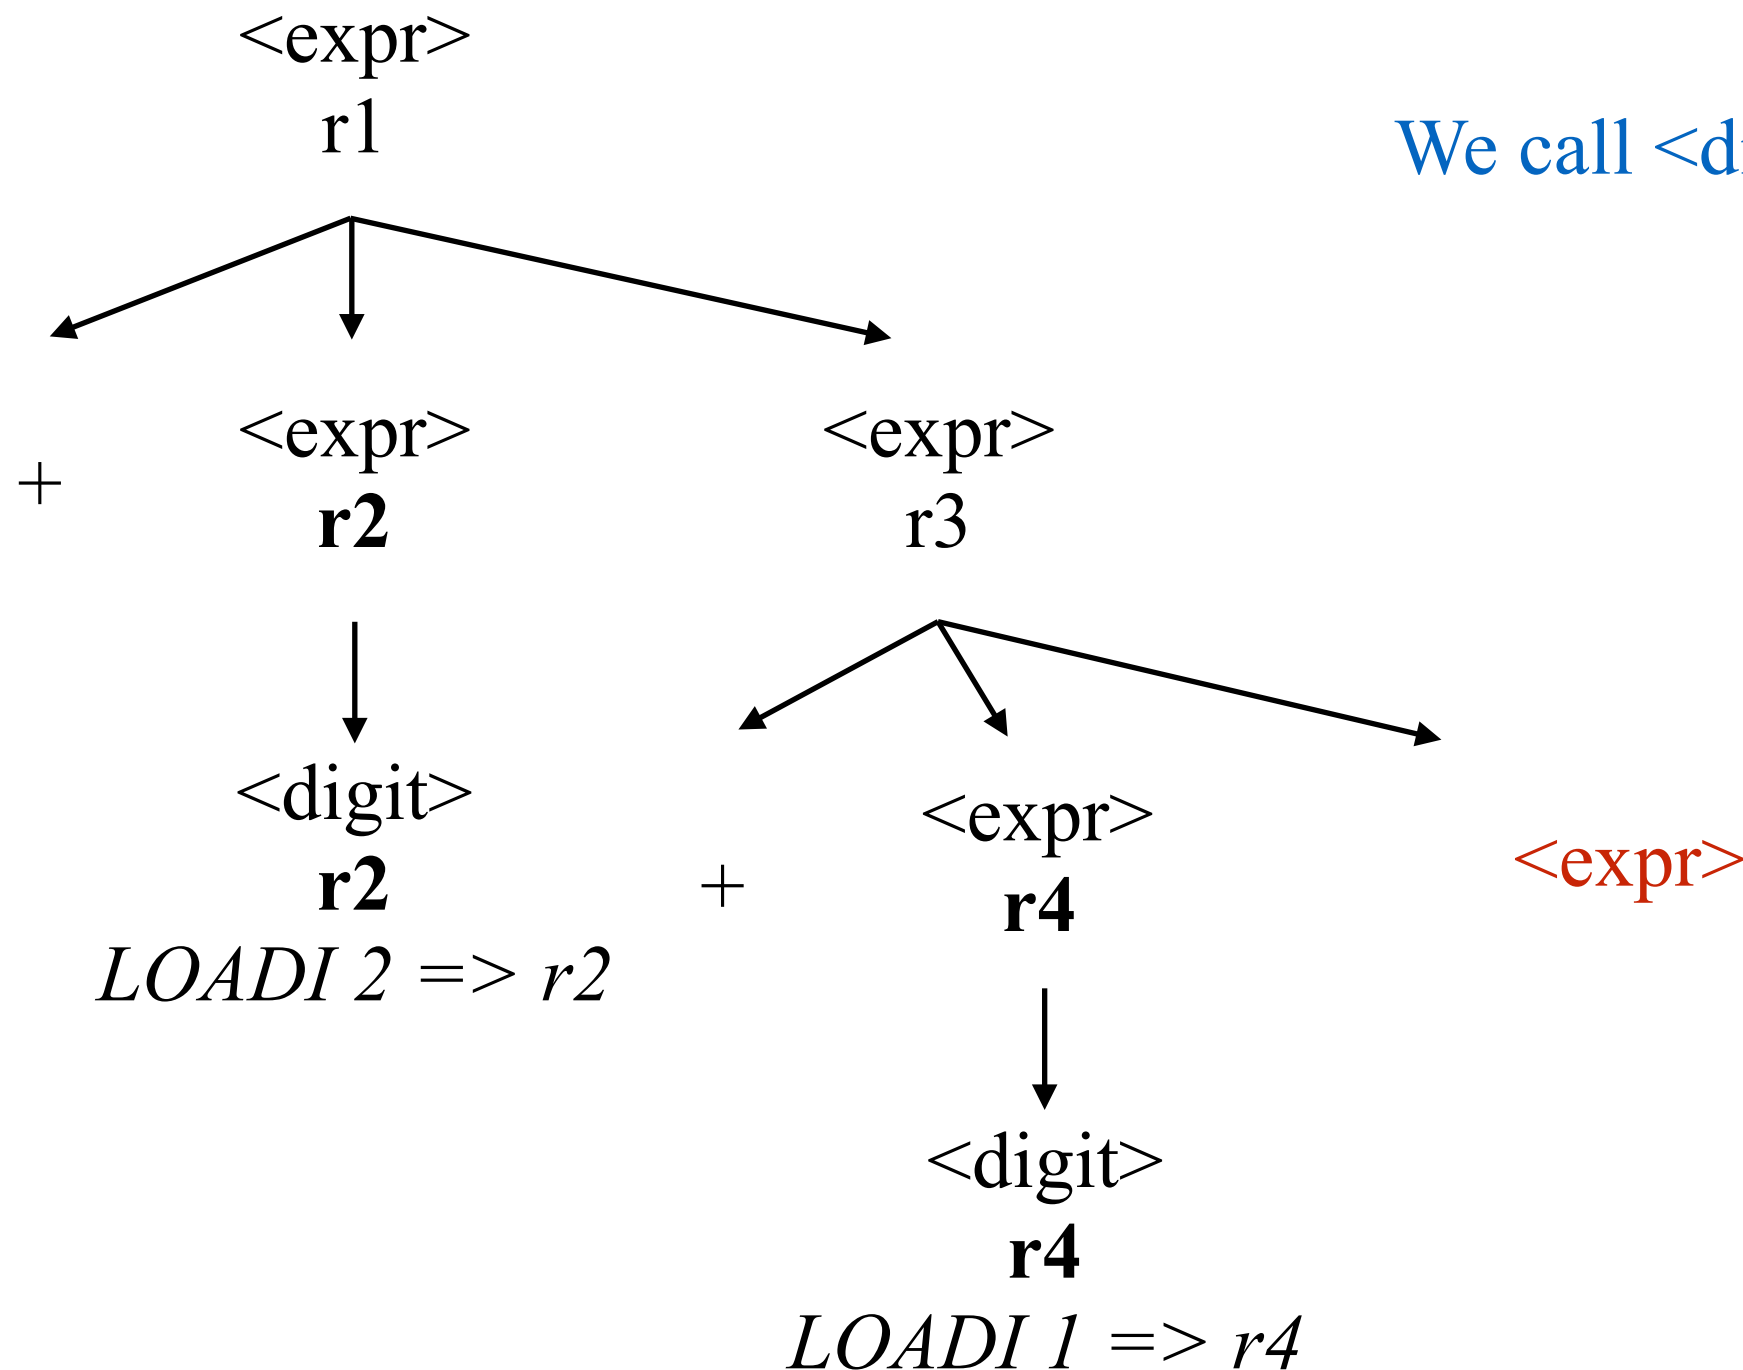 <expr>
r1
We call
+
<expr>
r2
<expr>
r3
<digit>
r2
LOADI 2 => r2
+
<expr>
r4
<expr>
<digit>
r4
LOADI 1 => r4